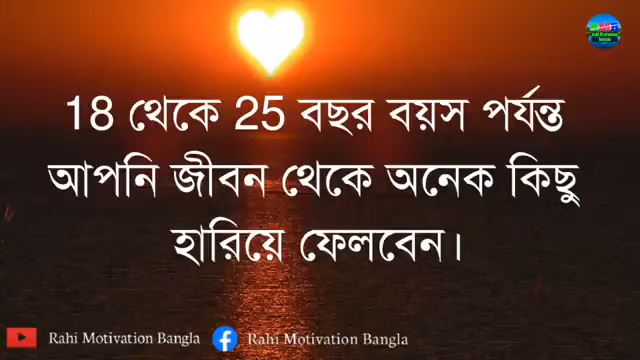 18 থেকে 25 বছর বয়স পর্যন্ত
আপনি জীবন থেকে অনেক কিছু
হারিয়ে ফেলবেন।
Rahi Motivation Bangla
Rahi Motivation Bangla